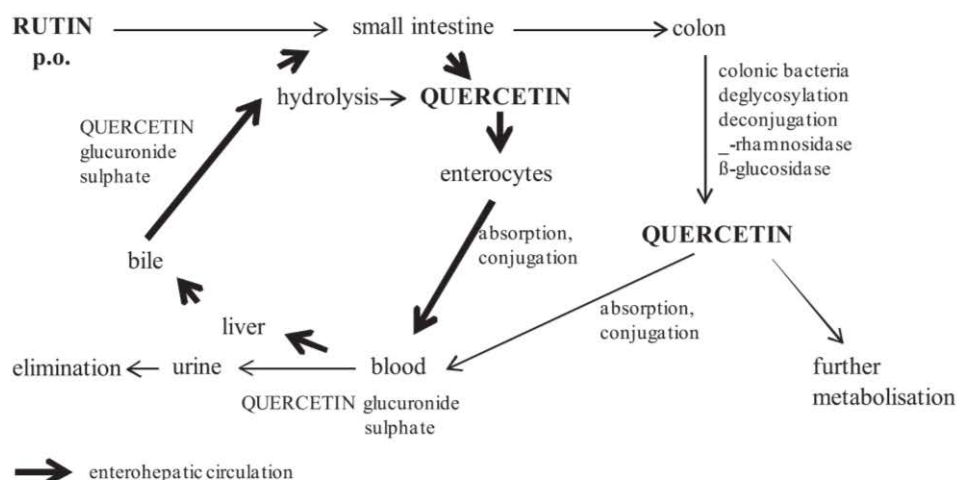 RUTIN
p.o.
small intestine
colon
hydrolysis
QUERCETIN
colonic bacteria
deglycosylation
deconjugation
_-rhamnosidase
ß-glucosidase
QUERCETIN
glucuronide
sulphate
enterocytes
absorption,
conjugation
QUERCETIN
bile
absorption,
conjugation
liver
elimination
urine
blood
further
metabolisation
QUERCETIN glucuronide
sulphate
enterohepatic circulation